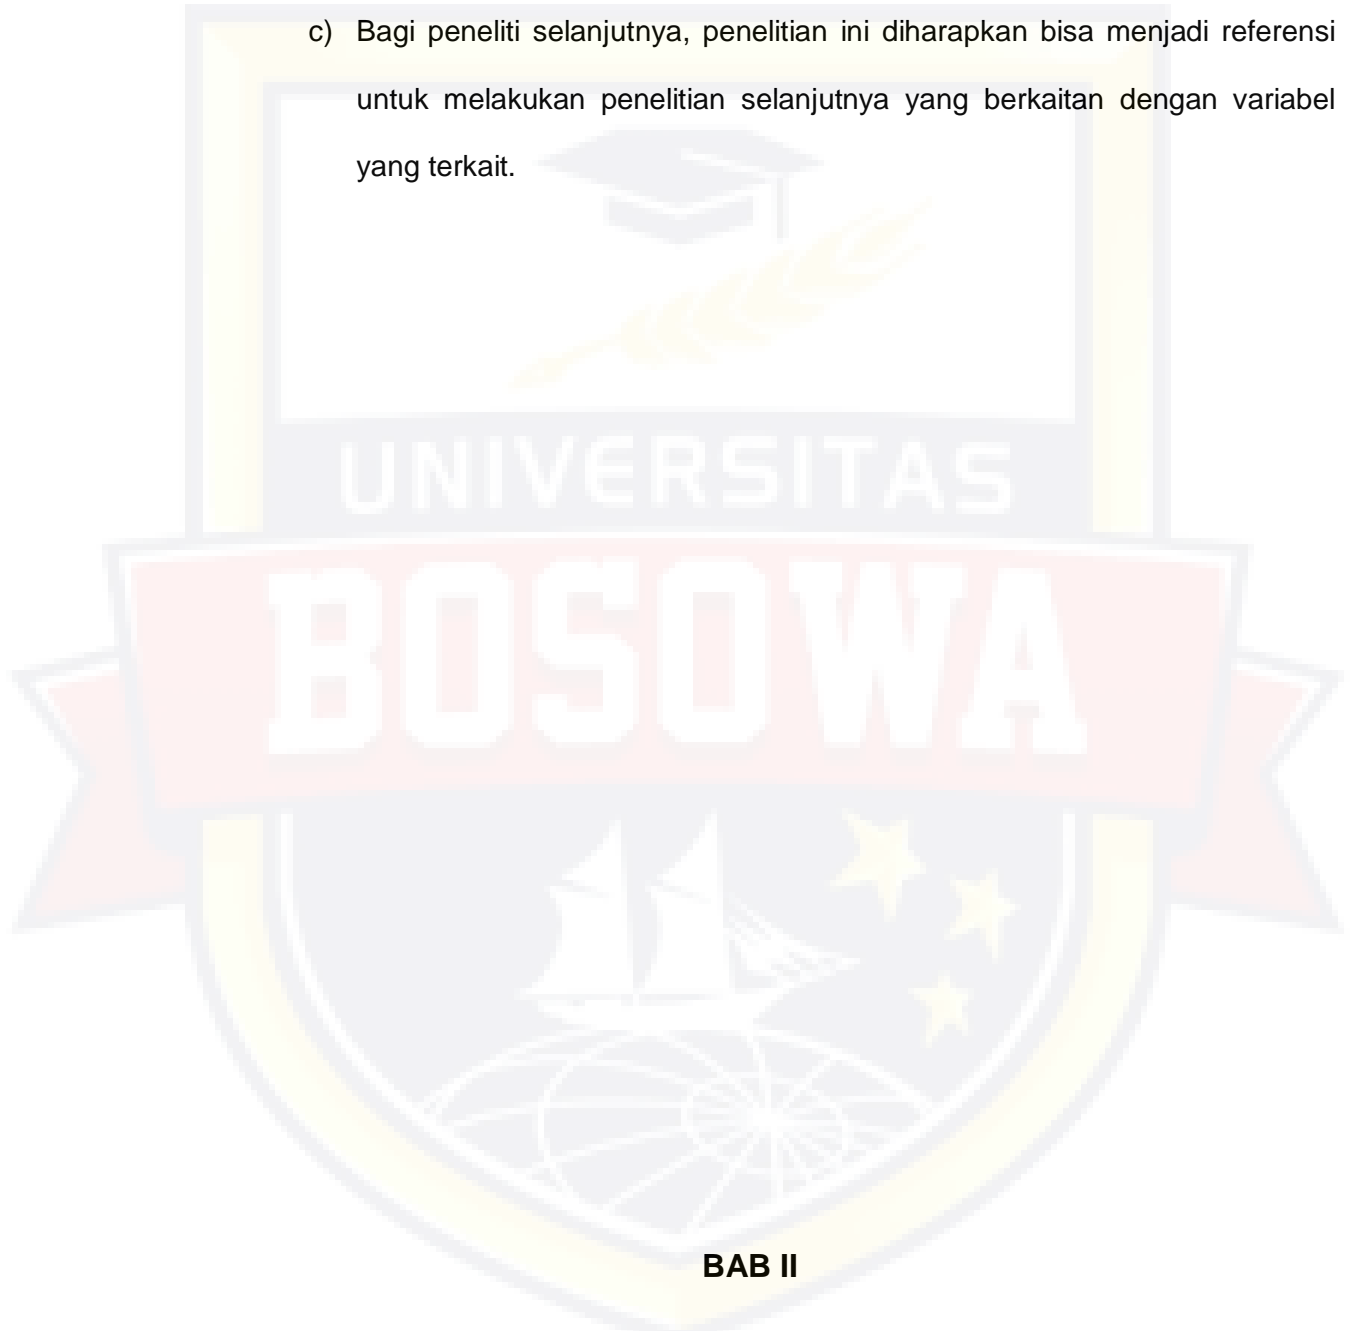 c) Bagi peneliti selanjutnya, penelitian ini diharapkan bisa menjadi referensi
untuk melakukan penelitian selanjutnya yang berkaitan dengan variabel
yang terkait.
UNIVERSITAS
BOSOWA
BAB II